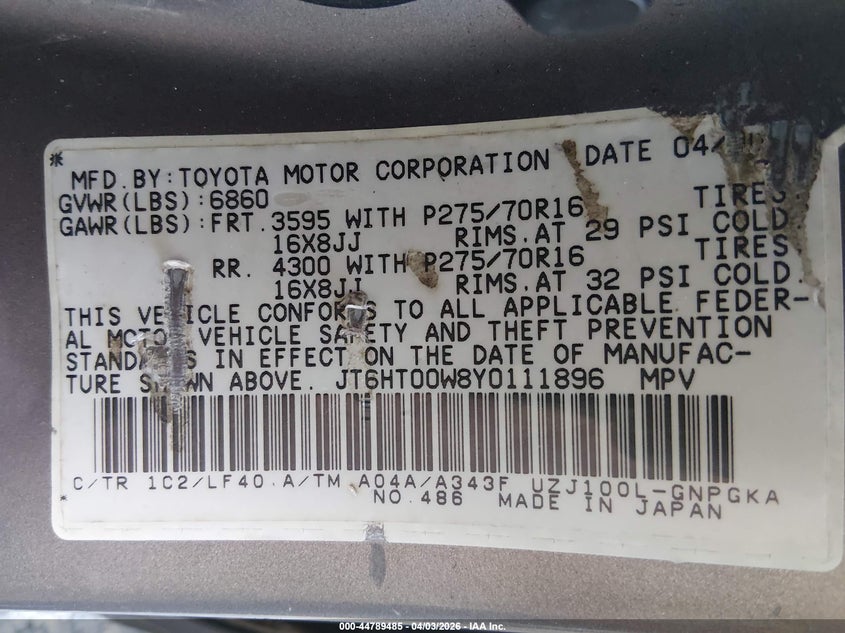 MFD.BY:TOYOTA MOTOR CORPORATION DATE 04/
GVWR(LBS):6860
GAWR(LBS):FRT.3595 WITH P275/70R16 TIRES.
16X8JJ RIMS.AT 29 PSI COLD.
RR. 4300 WITH P275/70R16 TIRES.
16X8JJ RIMS.AT 32 PSI COLD.
THIS VEHICLE CONFORMS TO ALL APPLICABLE FEDER-
AL MOTOR VEHICLE SAFETY AND THEFT PREVENTION
STANDARDS IN EFFECT ON THE DATE OF MANUFAC-
TURE SHOWN ABOVE. JT6HT00W8Y0111896 MPV
C/TR 1C2/LF40 A/TM A04A/A343F UZJ100L-GNPGKA
NO.486 MADE IN JAPAN
000-44789485 - 04/03/2026 - IAA Inc.